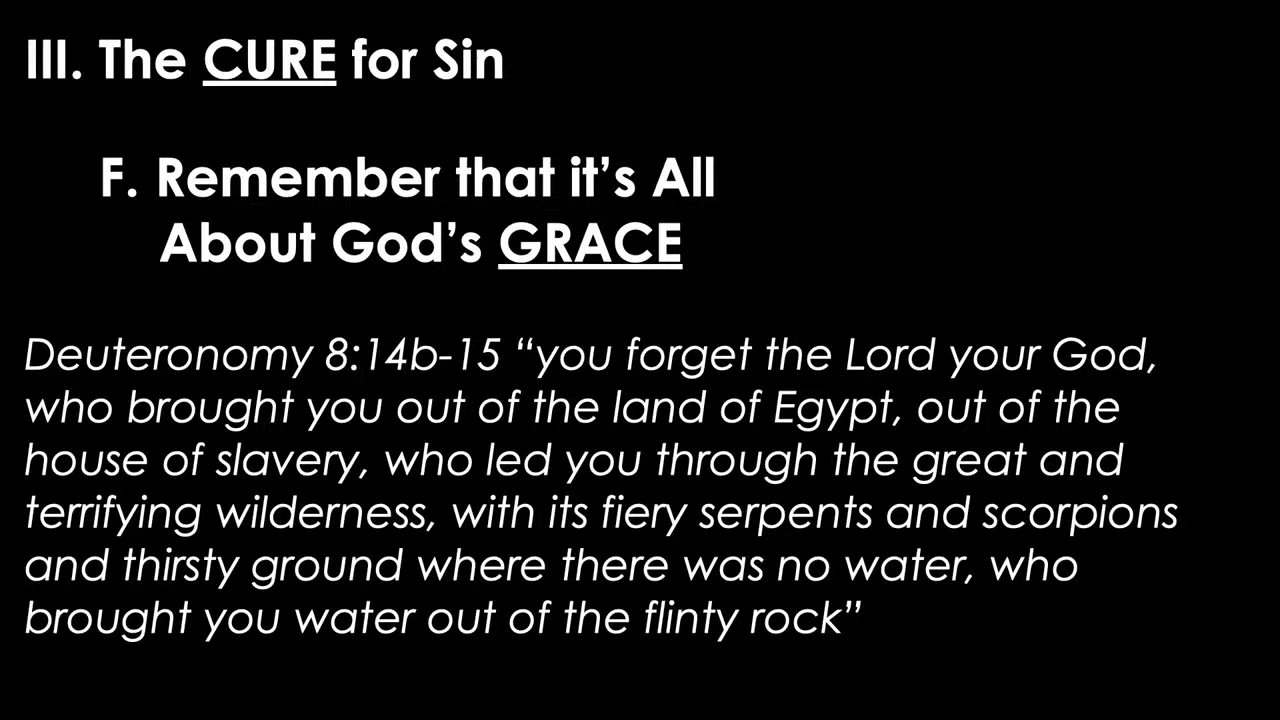 III. The CURE for Sin
F. Remember that it’s All
About God’s GRACE
Deuteronomy 8:14b-15 “you forget the Lord your God,
who brought you out of the land of Egypt, out of the
house of slavery, who led you through the great and
terrifying wilderness, with its fiery serpents and scorpions
and thirsty ground where there was no water, who
brought you water out of the flinty rock”